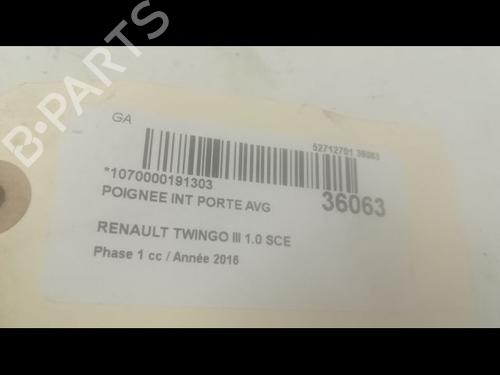 B-PARTS
GA
52712701 36063
*1070000191303
POIGNEE INT PORTE AVG
36063
RENAULT TWINGO III 1.0 SCE
Phase 1 cc / Année 2016